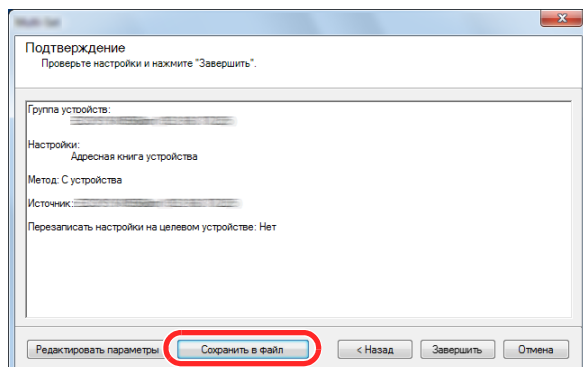 Подтверждение
Проверьте настройки и нажмите "Завершить".
Группа устройств:
Настройки:
Адресная книга устройства
Метод: С устройства
Источник:
Перезаписать настройки на целевом устройстве: Нет
Редактировать параметры Сохранить в файл < Назад Завершить Отмена